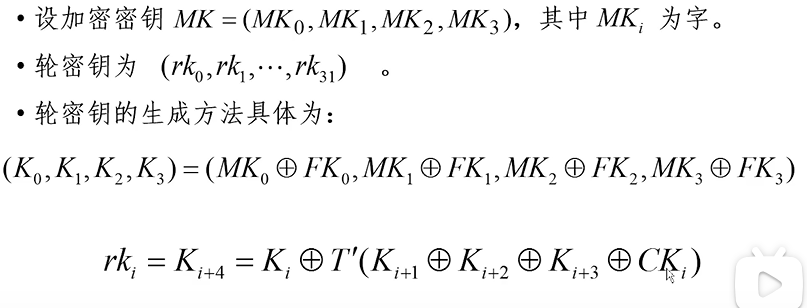 • 设加密密钥 MK = (MK₀, MK₁, MK₂, MK₃)，其中 MKᵢ 为字。
• 轮密钥为 (rk₀, rk₁, ⋯, rk₃₁) 。
• 轮密钥的生成方法具体为：
(K₀, K₁, K₂, K₃) = (MK₀ ⊕ FK₀, MK₁ ⊕ FK₁, MK₂ ⊕ FK₂, MK₃ ⊕ FK₃)
rkᵢ = Kᵢ₊₄ = Kᵢ ⊕ T′(Kᵢ₊₁ ⊕ Kᵢ₊₂ ⊕ Kᵢ₊₃ ⊕ CKᵢ)